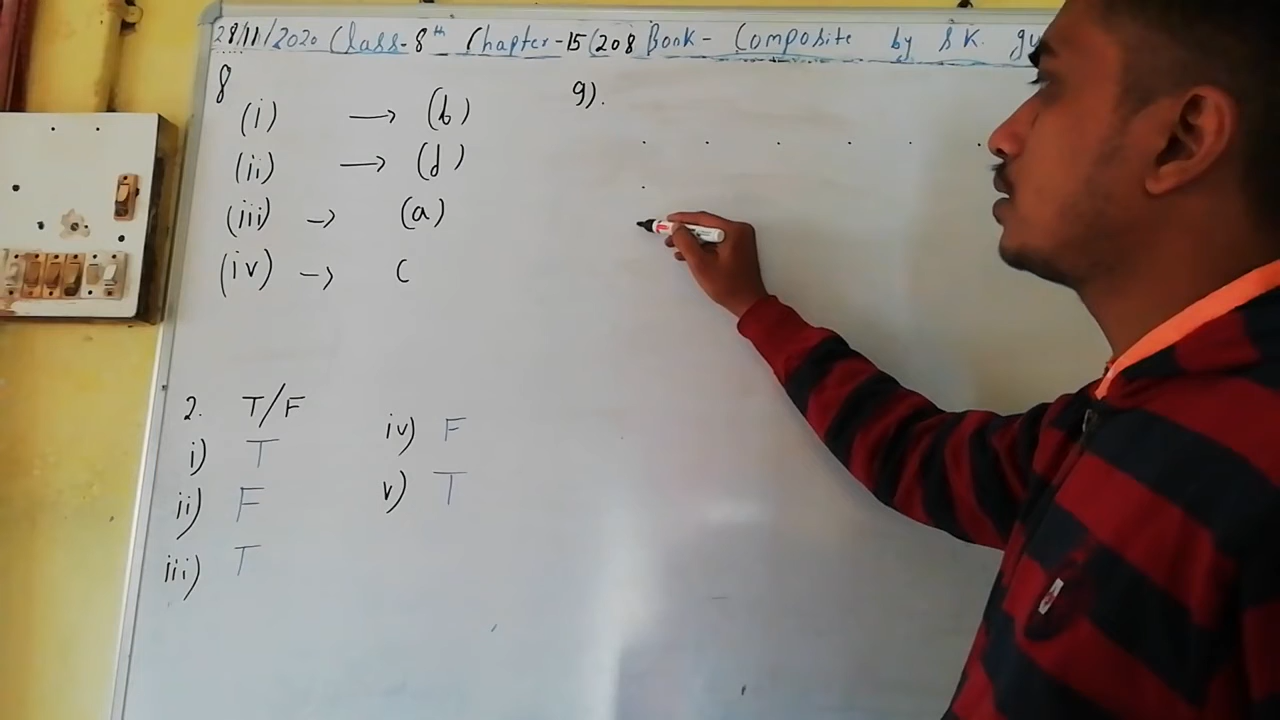 28/11/2020 Class-8th Chapter-15(208 Book- Composite by S K. gu
8
(i) → (b)
(ii) → (d)
(iii) → (a)
(iv) → C
9).
2. T/F
i) T
ii) F
iii) T
iv) F
v) T